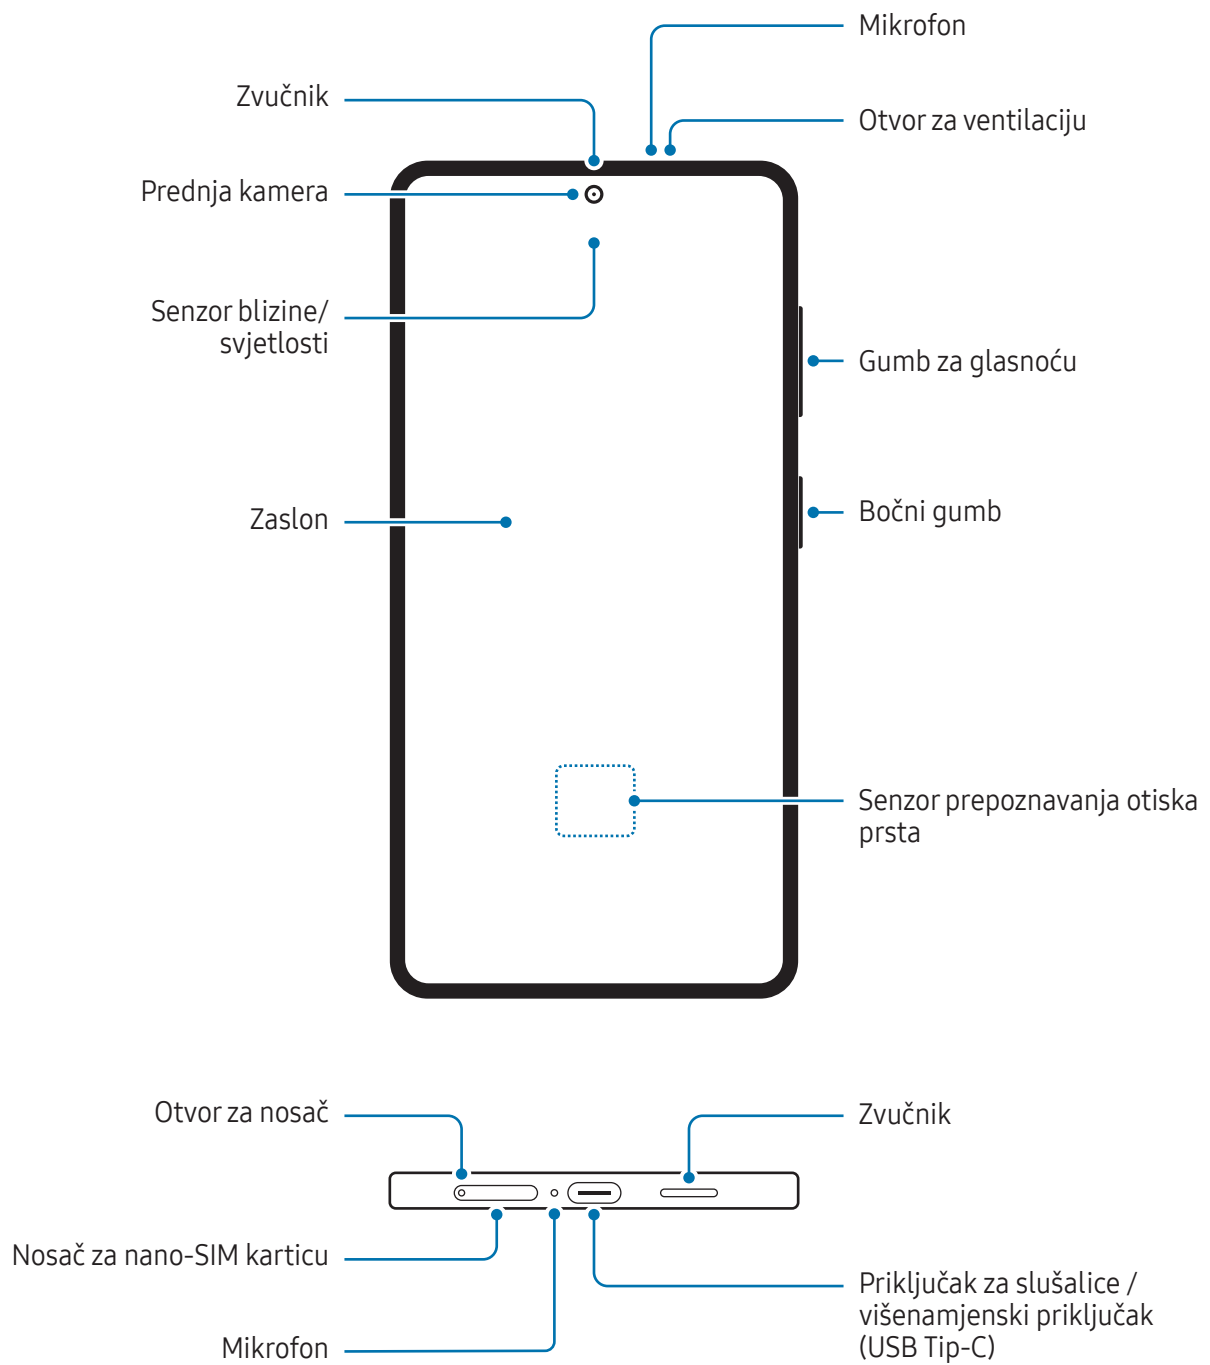 Mikrofon
Zvučnik
Otvor za ventilaciju
Prednja kamera
Senzor blizine/
svjetlosti
Gumb za glasnoću
Zaslon
Bočni gumb
Senzor prepoznavanja otiska
prsta
Otvor za nosač
Zvučnik
Nosač za nano-SIM karticu
Priključak za slušalice /
višenamjenski priključak
(USB Tip-C)
Mikrofon